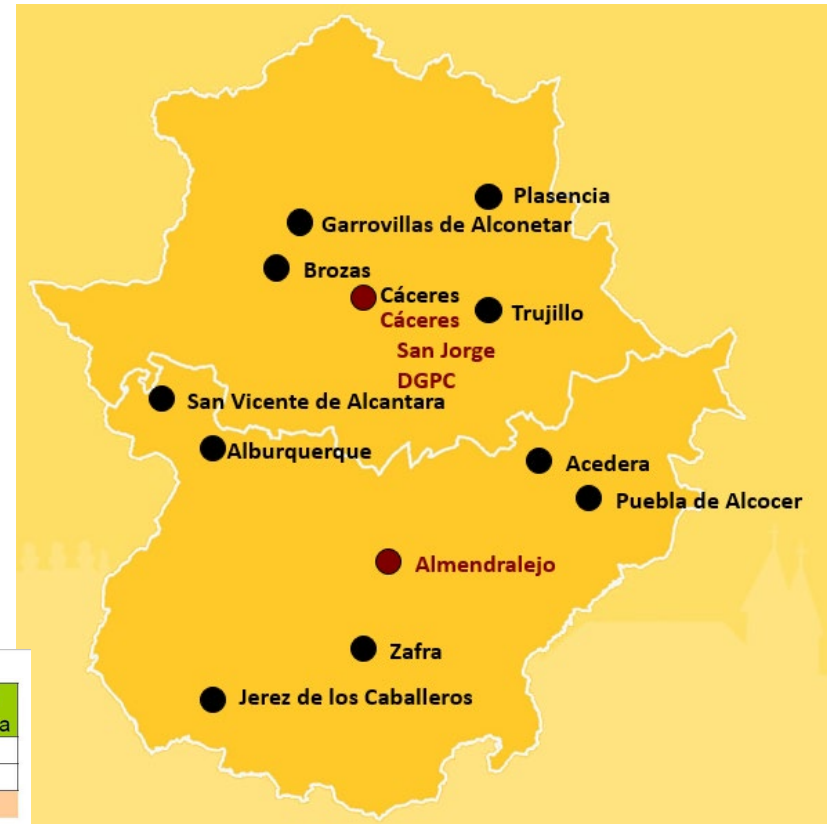 Plasencia
Garrovillas de Alconetar
Brozas
Cáceres
Cáceres
Trujillo
San Jorge
DGPC
San Vicente de Alcantara
Alburquerque
Acedera
Puebla de Alcocer
Almendralejo
Zafra
Jerez de los Caballeros